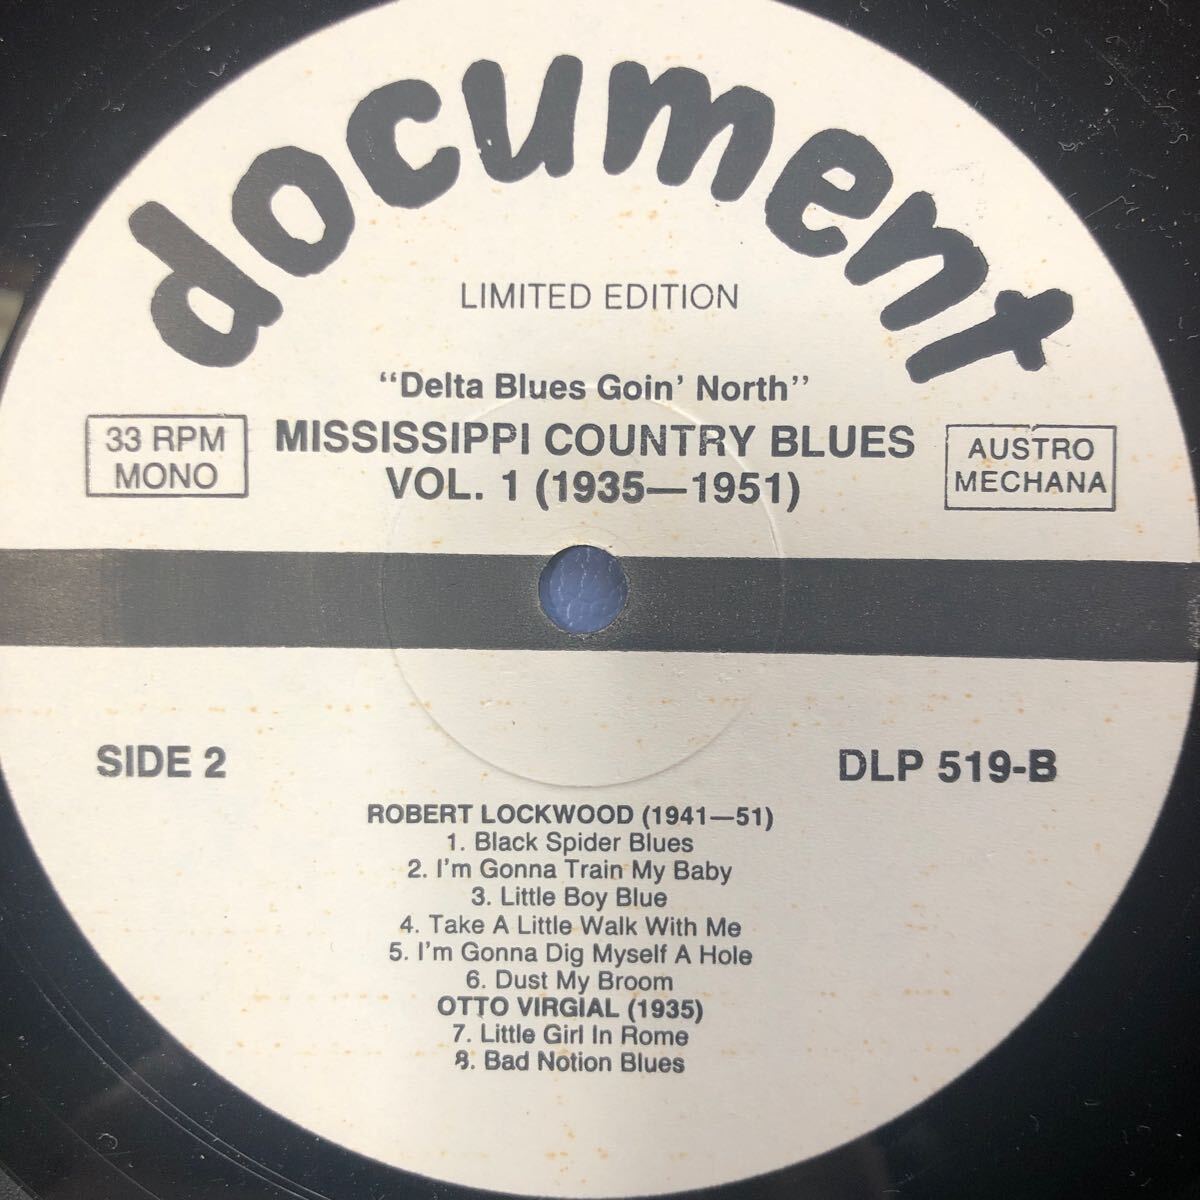 document
LIMITED EDITION
“Delta Blues Goin’ North”
33 RPM
MONO
MISSISSIPPI COUNTRY BLUES
VOL. 1 (1935—1951)
AUSTRO
MECHANA
SIDE 2
DLP 519-B
ROBERT LOCKWOOD (1941—51)
1. Black Spider Blues
2. I’m Gonna Train My Baby
3. Little Boy Blue
4. Take A Little Walk With Me
5. I’m Gonna Dig Myself A Hole
6. Dust My Broom
OTTO VIRGIAL (1935)
7. Little Girl In Rome
8. Bad Notion Blues